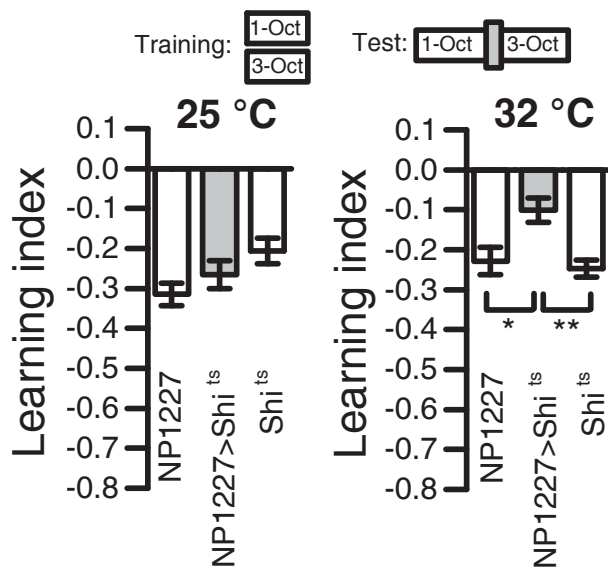 Training:
1-Oct
3-Oct
Test:
1-Oct
3-Oct
25 °C
Learning index
0.1
0.0
-0.1
-0.2
-0.3
-0.4
-0.5
-0.6
-0.7
-0.8
NP1227
NP1227>Shi ts
Shi ts
32 °C
Learning index
0.1
0.0
-0.1
-0.2
-0.3
-0.4
-0.5
-0.6
-0.7
-0.8
*
**
NP1227
NP1227>Shi ts
Shi ts